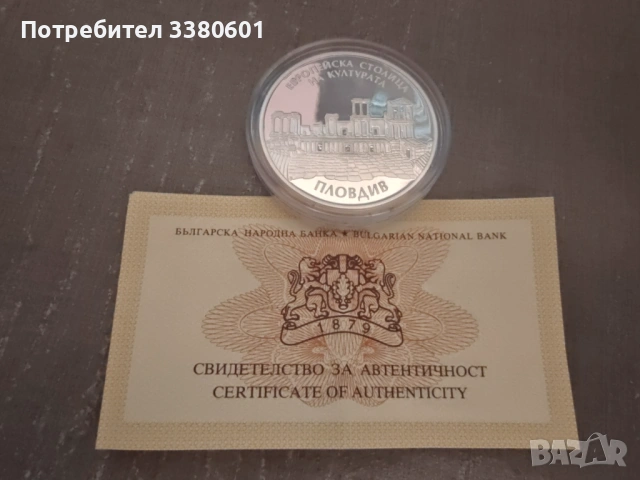 Потребител 3380601
ЕВРОПЕЙСКА СТОЛИЦА
НА КУЛТУРАТА
ПЛОВДИВ
БЪЛГАРСКА НАРОДНА БАНКА ★ BULGARIAN NATIONAL BANK
1879
СВИДЕТЕЛСТВО ЗА АВТЕНТИЧНОСТ
CERTIFICATE OF AUTHENTICITY
BAZAR